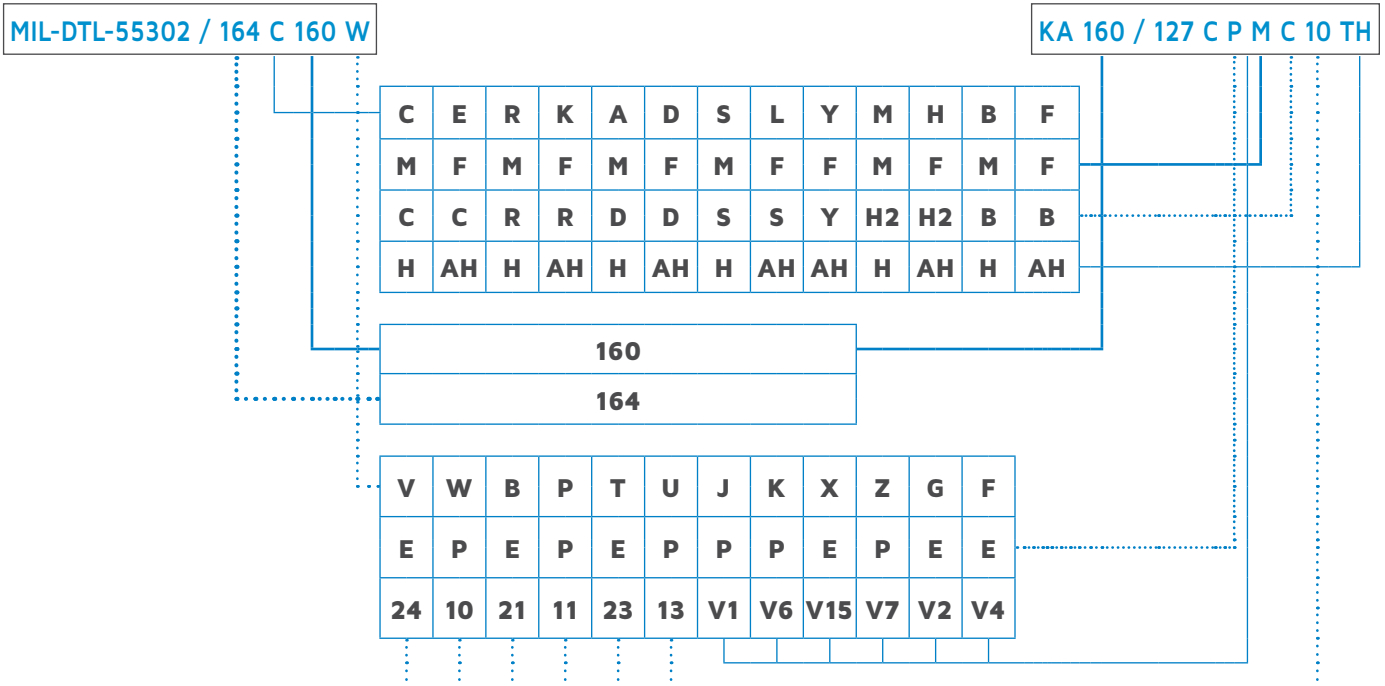 MIL-DTL-55302 / 164 C 160 W
KA 160 / 127 C P M C 10 TH
C E R K A D S L Y M H B F
M F M F M F M F F M F M F
C C R R D D S S Y H2 H2 B B
H AH H AH H AH H AH AH H AH H AH
160
164
V W B P T U J K X Z G F
E P E P E P P P E P E E
24 10 21 11 23 13 V1 V6 V15 V7 V2 V4